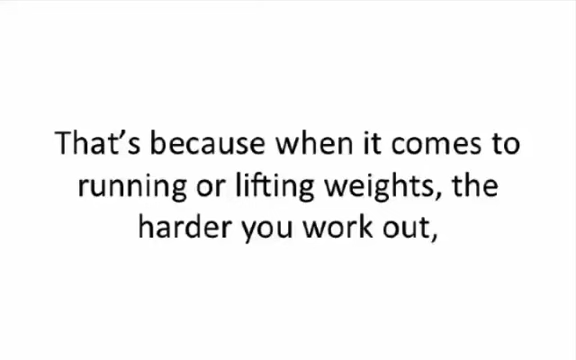 That’s because when it comes to
running or lifting weights, the
harder you work out,